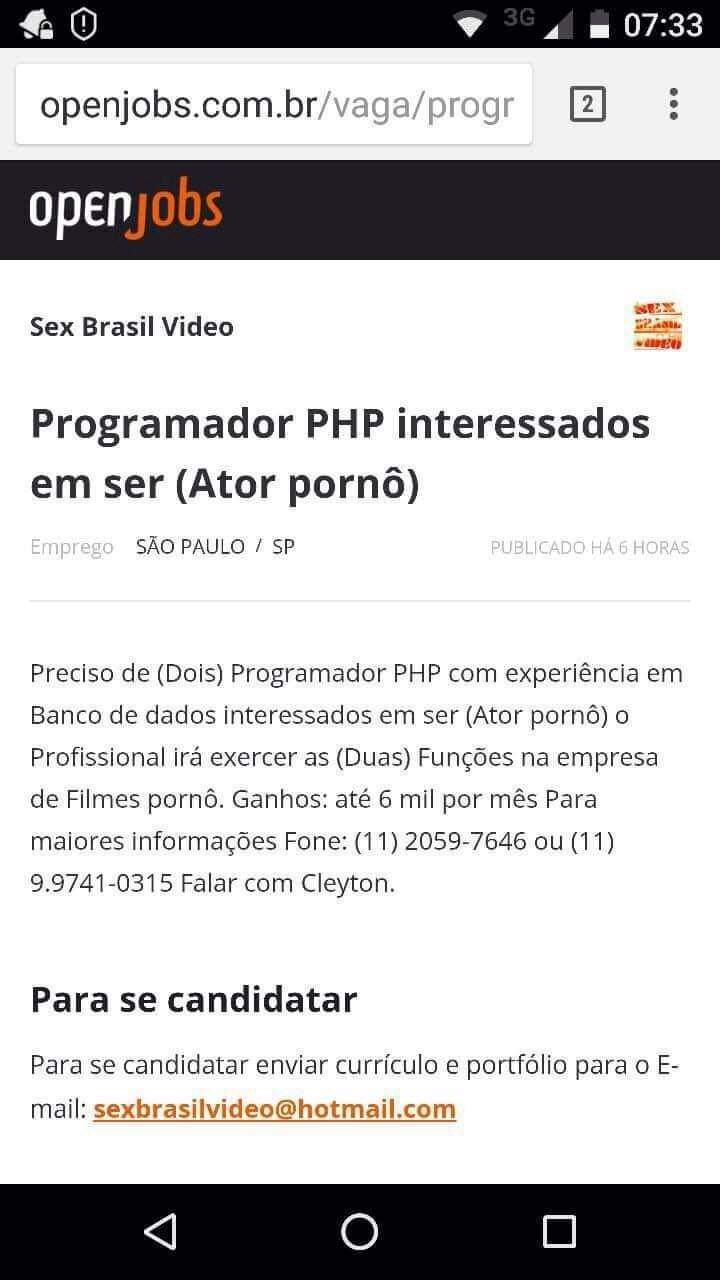 3G 07:33
openjobs.com.br/vaga/progr 2
openjobs
Sex Brasil Video
SEX
BRASIL
VIDEO
Programador PHP interessados
em ser (Ator pornô)
Emprego SÃO PAULO / SP PUBLICADO HÁ 6 HORAS
Preciso de (Dois) Programador PHP com experiência em
Banco de dados interessados em ser (Ator pornô) o
Profissional irá exercer as (Duas) Funções na empresa
de Filmes pornô. Ganhos: até 6 mil por mês Para
maiores informações Fone: (11) 2059-7646 ou (11)
9.9741-0315 Falar com Cleyton.
Para se candidatar
Para se candidatar enviar currículo e portfólio para o E-
mail: sexbrasilvideo@hotmail.com